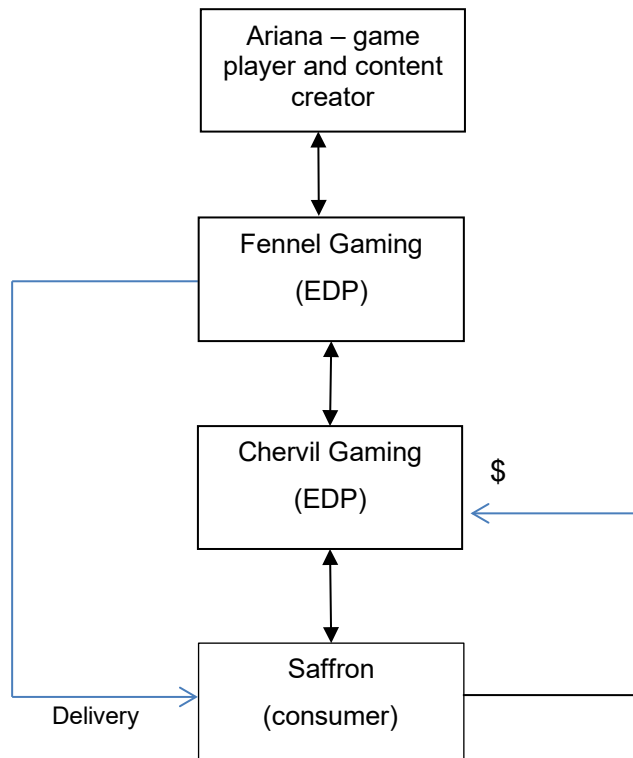 Ariana – game
player and content
creator
Fennel Gaming
(EDP)
Chervil Gaming
(EDP)
$
Saffron
(consumer)
Delivery